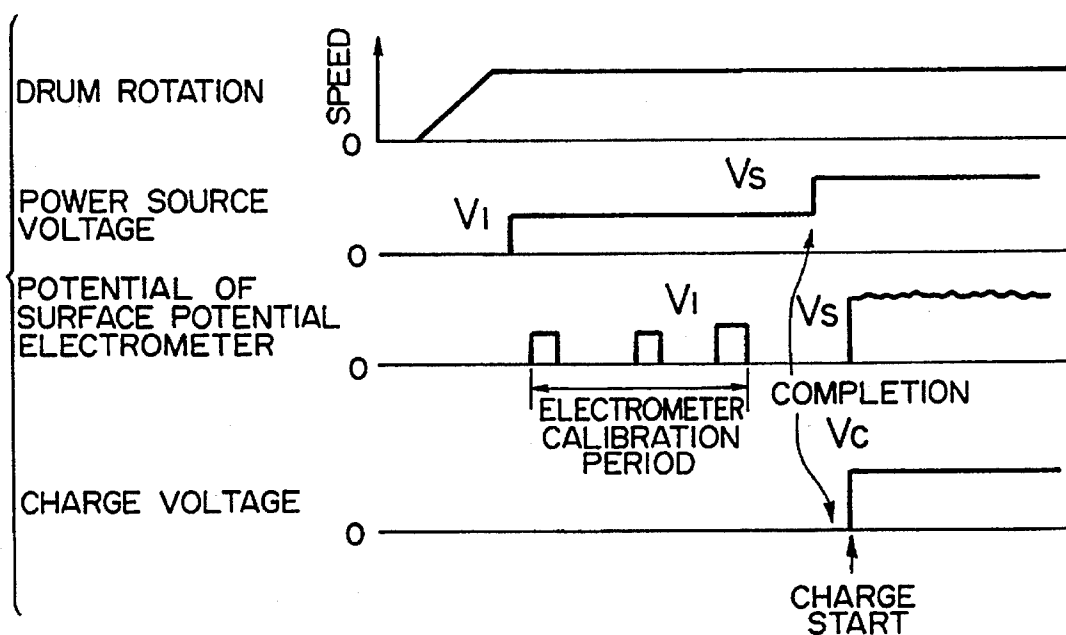 SPEED
DRUM ROTATION
0
POWER SOURCE
VOLTAGE
V1
Vs
0
POTENTIAL OF
SURFACE POTENTIAL
ELECTROMETER
V1
Vs
0
ELECTROMETER
CALIBRATION
PERIOD
COMPLETION
Vc
CHARGE VOLTAGE
0
CHARGE
START